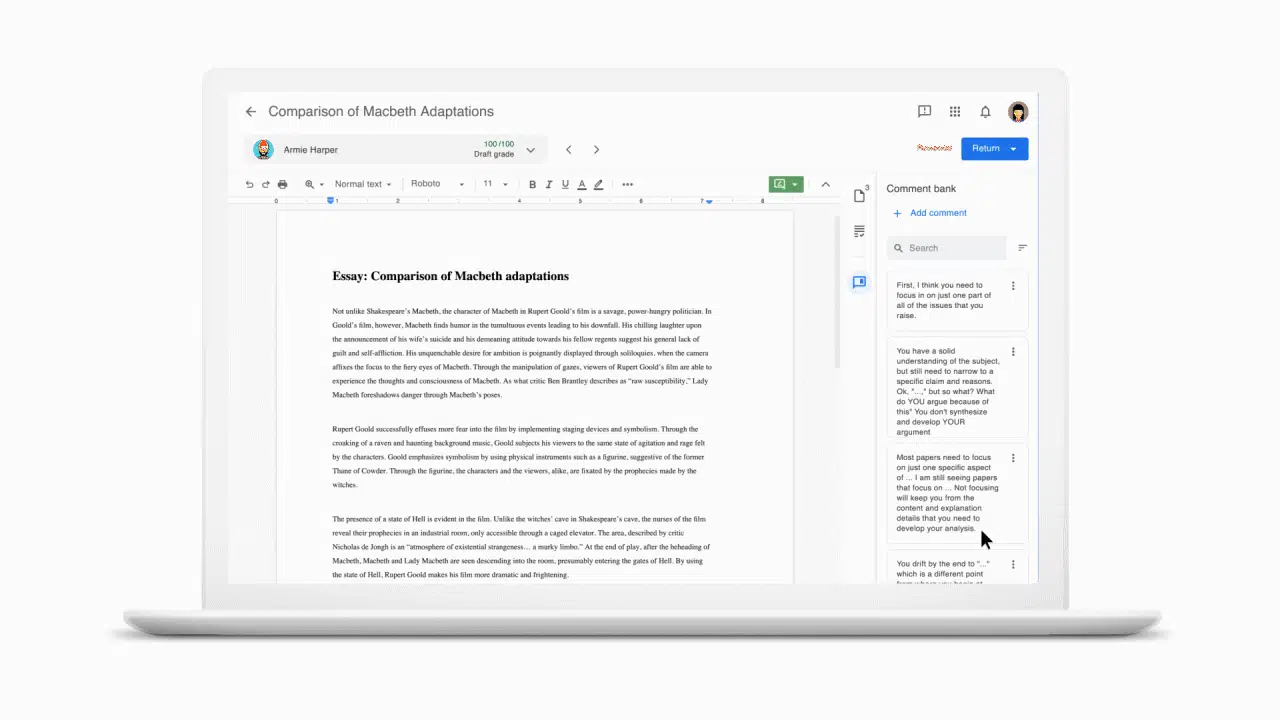 Comparison of Macbeth Adaptations
Armie Harper
100 /100
Draft grade
Return
Normal text
Roboto
11
B
I
U
A
3
0
1
2
4
5
6
7
8
Comment bank
Add comment
Search
Essay: Comparison of Macbeth adaptations
Not unlike Shakespeare's Macbeth, the character of Macbeth in Rupert Goold's film is a savage, power-hungry politician. In
Goold's film, however, Macbeth finds humor in the tumultuous events leading to his downfall. His chilling laughter upon
the announcement of his wife's suicide and his demeaning attitude towards his fellow regents suggest his general lack of
guilt and self-affliction. His unquenchable desire for ambition is poignantly displayed through soliloquies, when the camera
affixes the focus to the fiery eyes of Macbeth. Through the manipulation of gazes, viewers of Rupert Goold's film are able to
experience the thoughts and consciousness of Macbeth. As what critic Ben Brantley describes as “raw susceptibility,” Lady
Macbeth foreshadows danger through Macbeth's poses.
Rupert Goold successfully effuses more fear into the film by implementing staging devices and symbolism. Through the
croaking of a raven and haunting background music, Goold subjects his viewers to the same state of agitation and rage felt
by the characters. Goold emphasizes symbolism by using physical instruments such as a figurine, suggestive of the former
Thane of Cowder. Through the figurine, the characters and the viewers, alike, are fixated by the prophecies made by the
witches.
The presence of a state of Hell is evident in the film. Unlike the witches' cave in Shakespeare's cave, the nurses of the film
reveal their prophecies in an industrial room, only accessible through a caged elevator. The area, described by critic
Nicholas de Jongh is an “atmosphere of existential strangeness… a murky limbo.” At the end of play, after the beheading of
Macbeth, Macbeth and Lady Macbeth are seen descending into the room, presumably entering the gates of Hell. By using
the state of Hell, Rupert Goold makes his film more dramatic and frightening.
First, I think you need to
focus in on just one part of
all of the issues that you
raise.
You have a solid
understanding of the subject,
but still need to narrow to a
specific claim and reasons.
Ok, "...," but so what? What
do YOU argue because of
this" You don't synthesize
and develop YOUR
argument
Most papers need to focus
on just one specific aspect
of ... I am still seeing papers
that focus on ... Not focusing
will keep you from the
content and explanation
details that you need to
develop your analysis.
You drift by the end to "..."
which is a different point